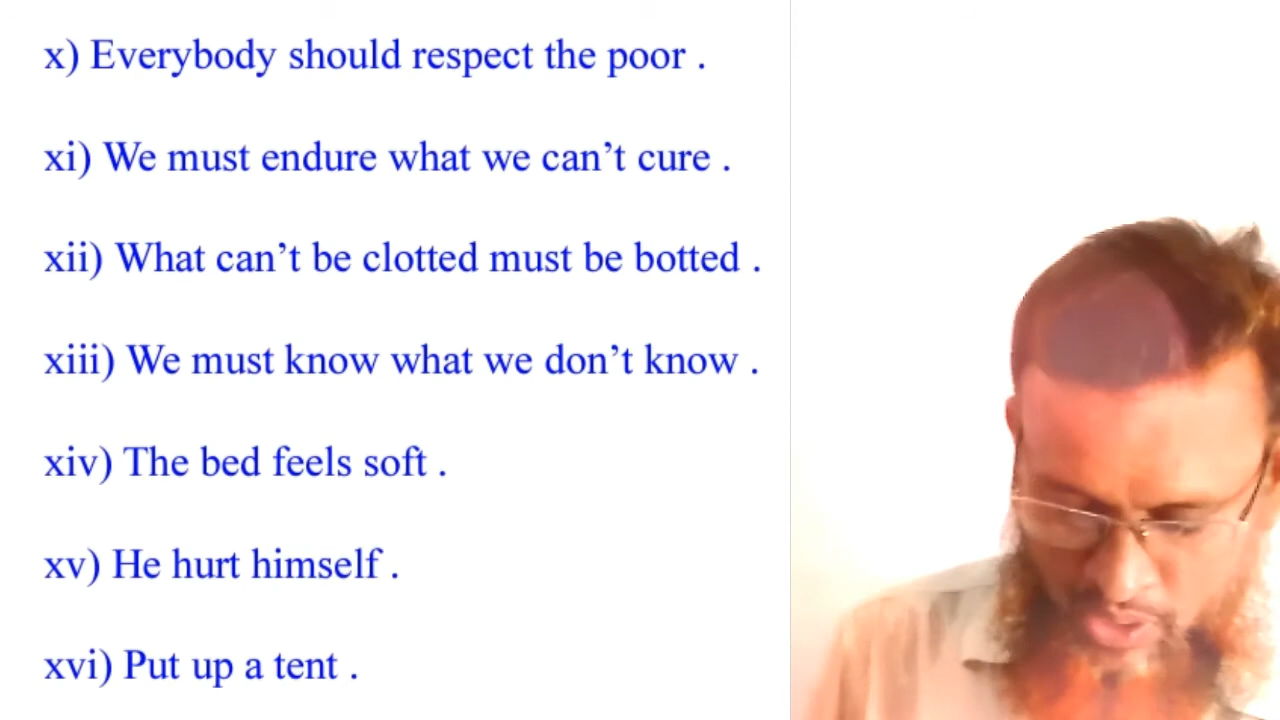 x) Everybody should respect the poor .
xi) We must endure what we can’t cure .
xii) What can’t be clotted must be botted .
xiii) We must know what we don’t know .
xiv) The bed feels soft .
xv) He hurt himself .
xvi) Put up a tent .